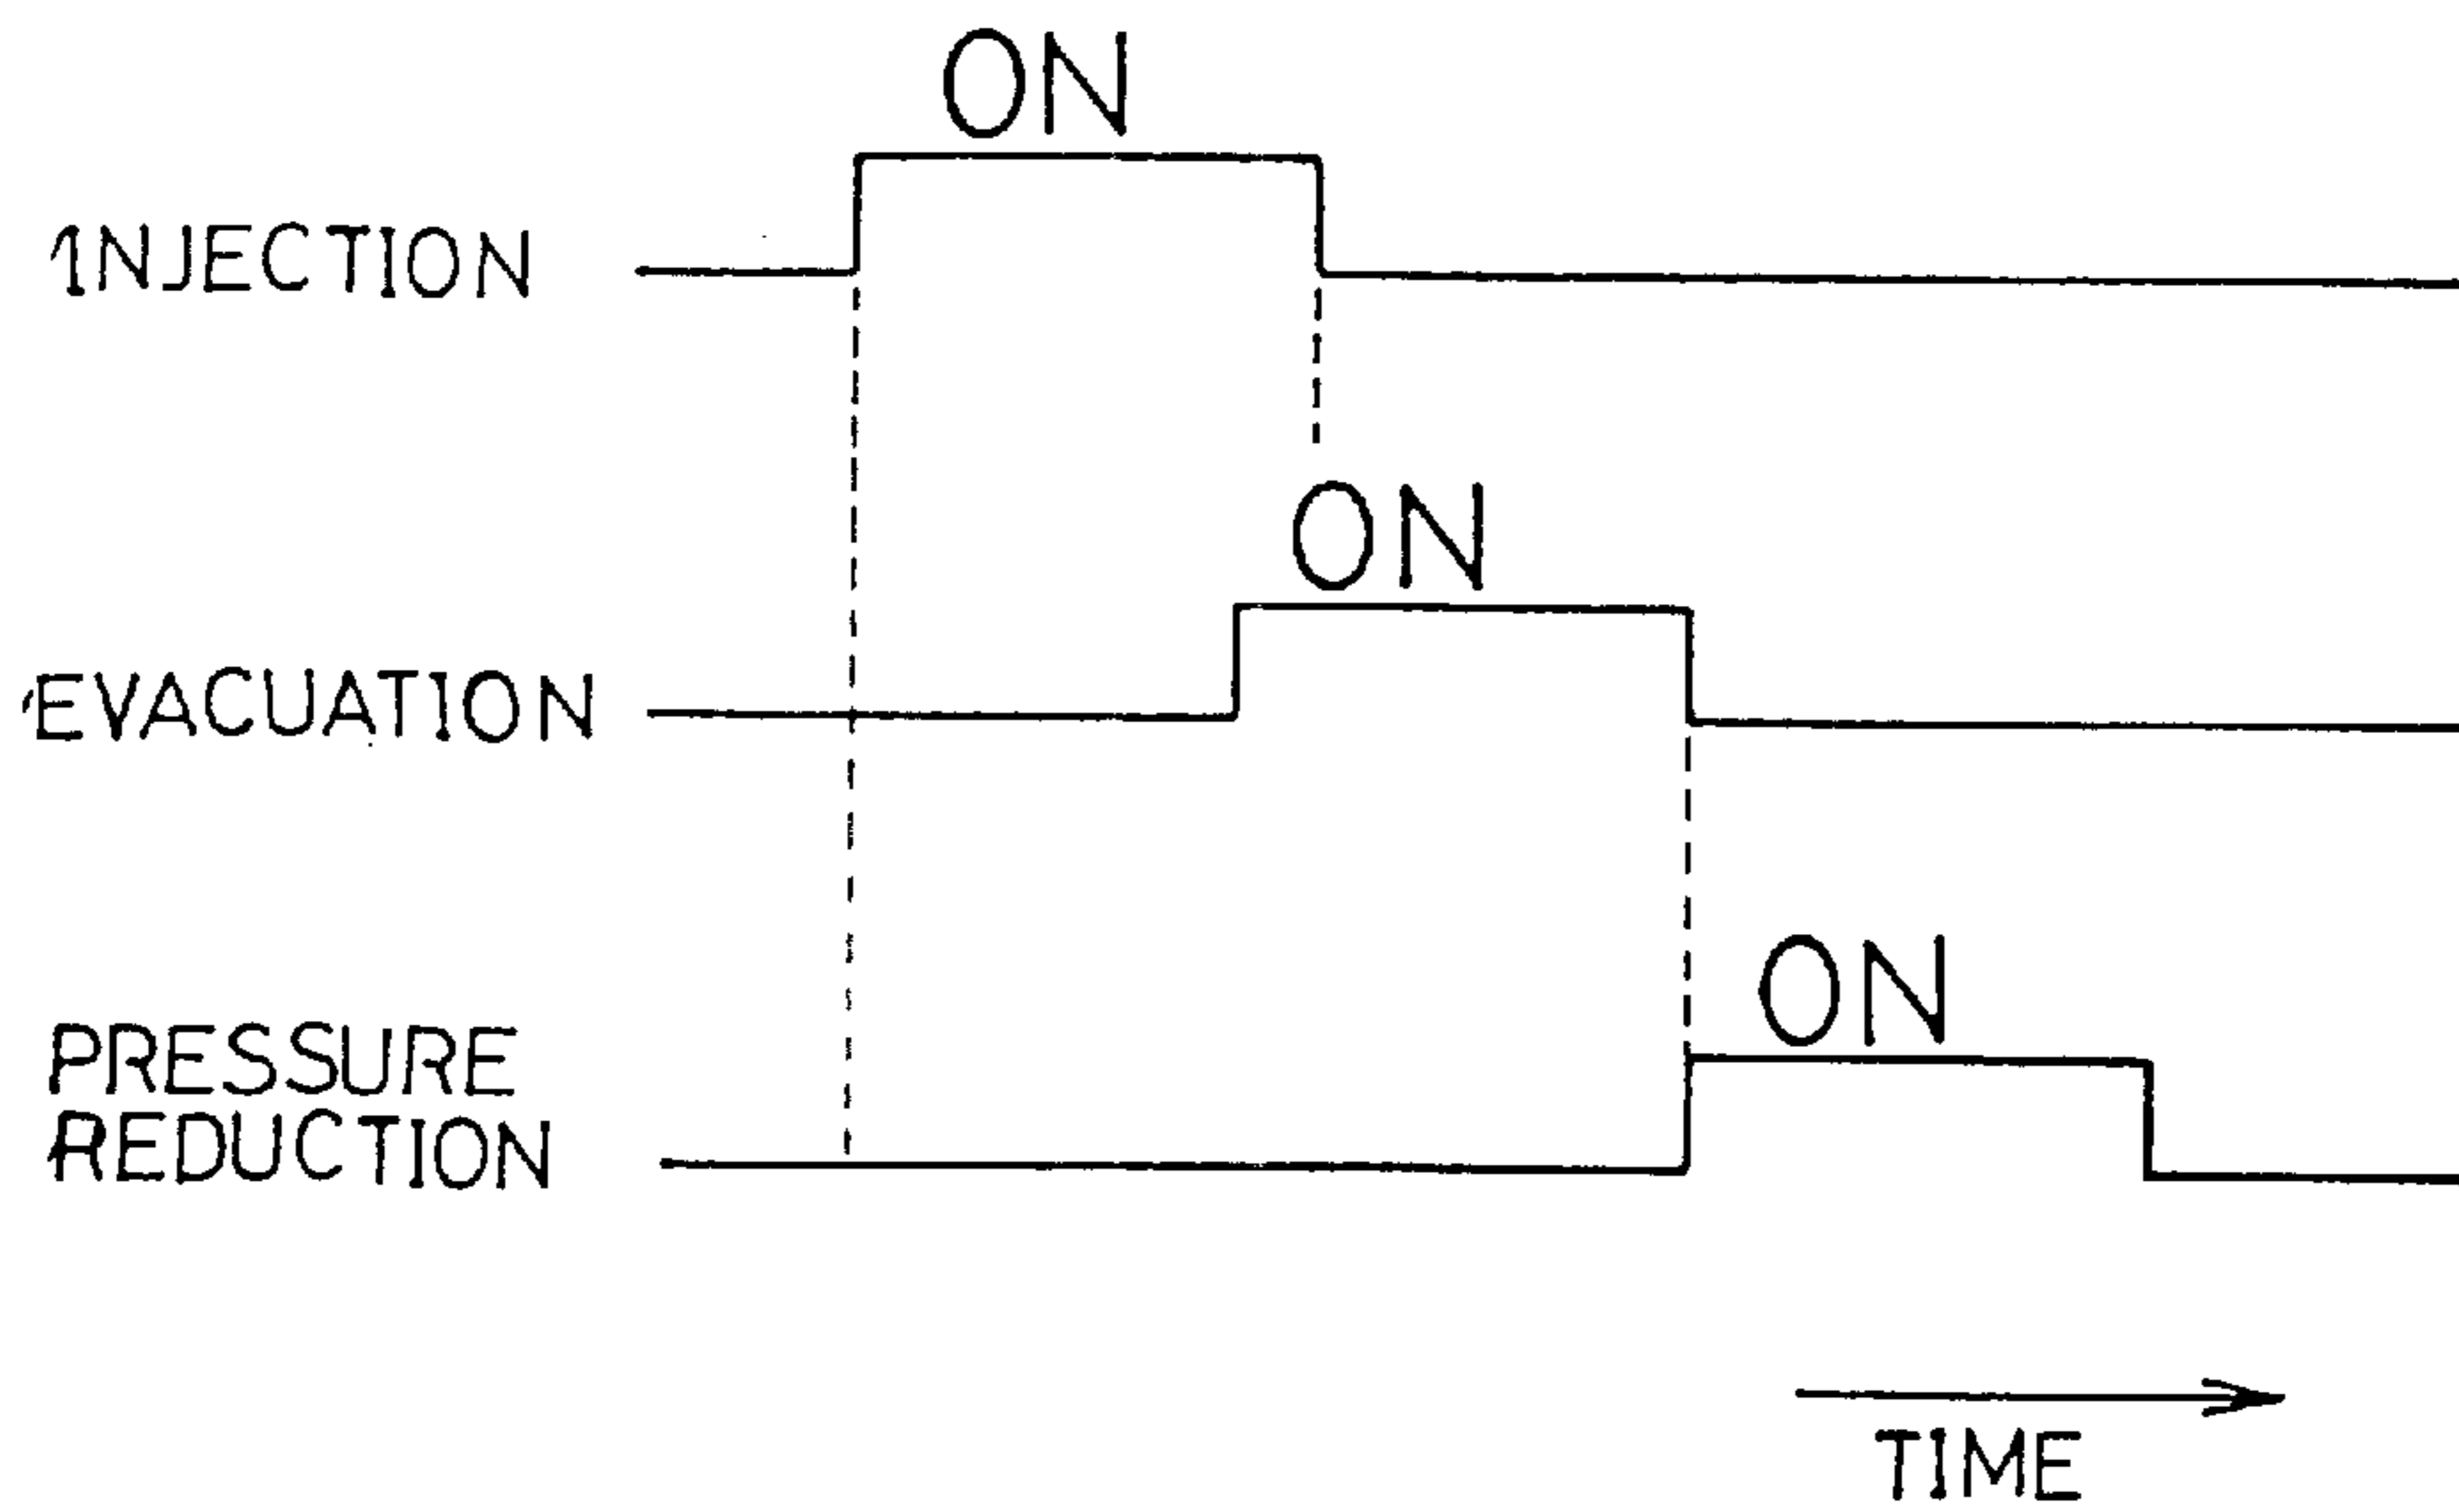 ON
INJECTION
ON
EVACUATION
ON
PRESSURE
REDUCTION
TIME